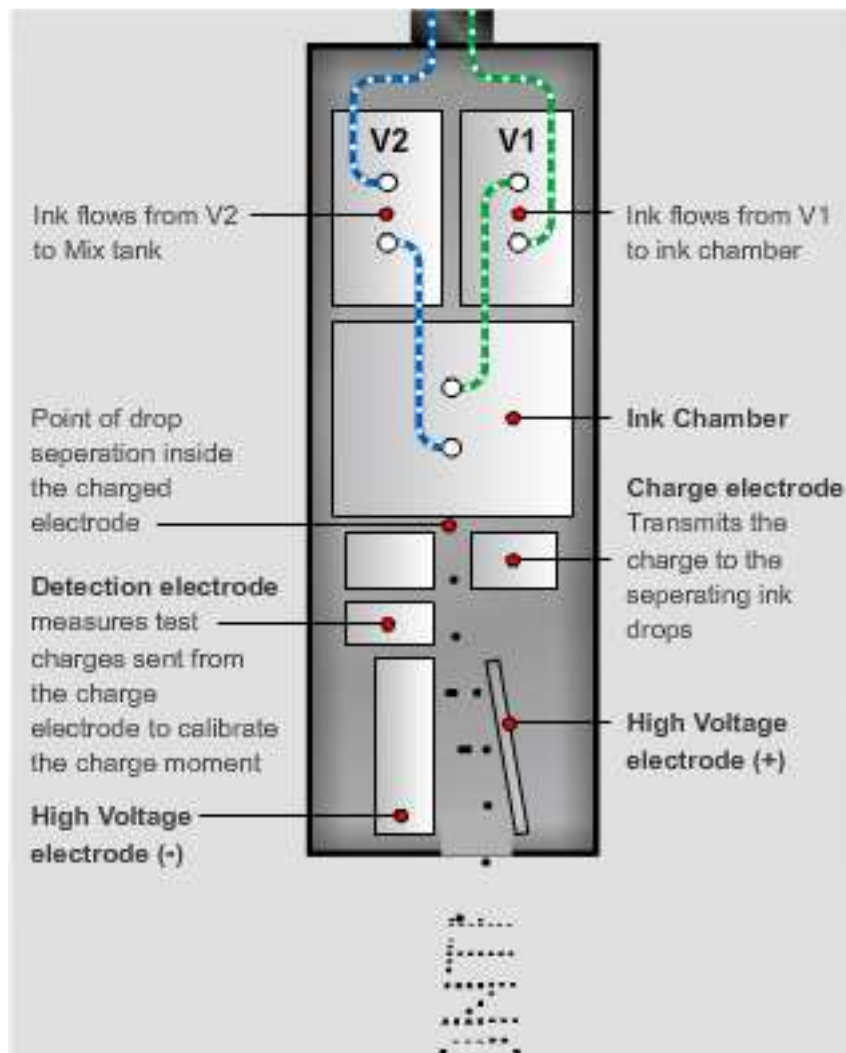 V2
V1
Ink flows from V2
to Mix tank
Ink flows from V1
to ink chamber
Point of drop
seperation inside
the charged
electrode
Ink Chamber
Charge electrode
Transmits the
charge to the
seperating ink
drops
Detection electrode
measures test
charges sent from
the charge
electrode to calibrate
the charge moment
High Voltage
electrode (+)
High Voltage
electrode (-)